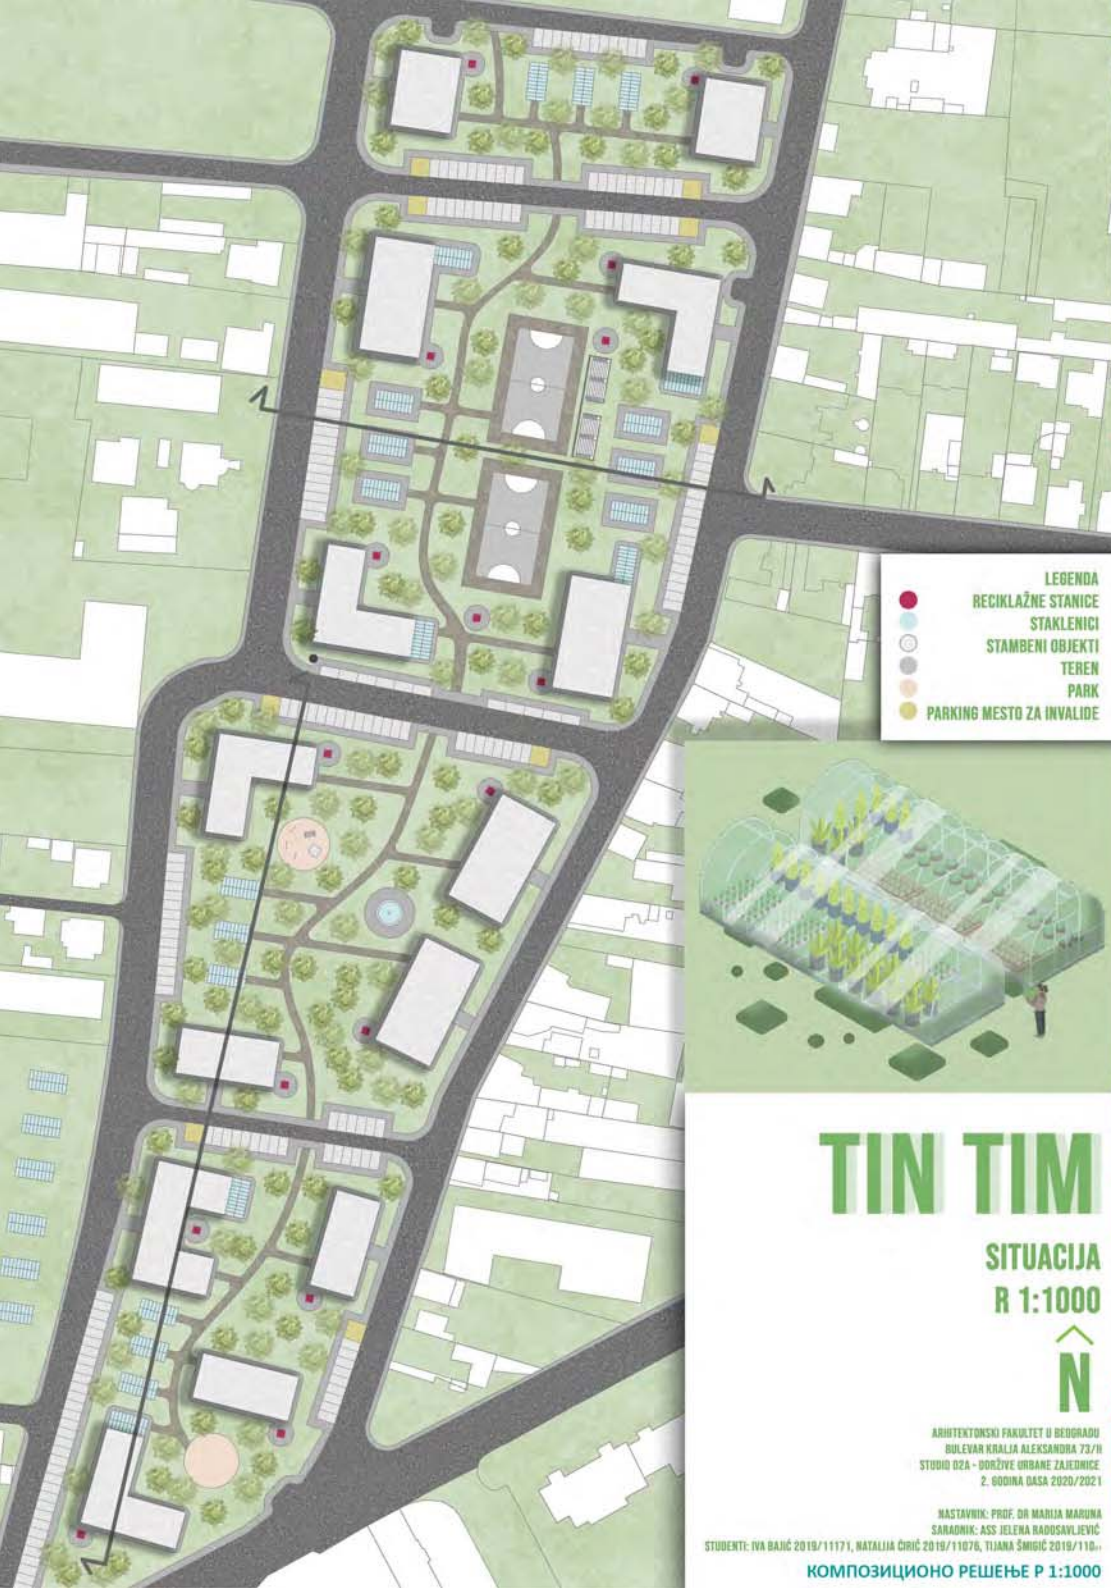 LEGENDA
RECIKLAŽNE STANICE
STAKLENICI
STAMBENI OBJEKTI
TEREN
PARK
PARKING MESTO ZA INVALIDE
TIN TIM
SITUACIJA
R 1:1000
N
ARHITEKTONSKI FAKULTET U BEOGRADU
BULEVAR KRALJA ALEKSANDRA 73/II
STUDIO 02A - ODRŽIVE URBANE ZAJEDNICE
2. GODINA OASA 2020/2021
NASTAVNIK: PROF. DR MARIJA MARUNA
SARADNIK: ASS JELENA RADOSAVLJEVIĆ
STUDENTI: IVA BAJIĆ 2019/11171, NATALIJA ĆIRIĆ 2019/11076, TIJANA ŠMIGIĆ
КОМПОЗИЦИОНО РЕШЕЊЕ Р 1:1000